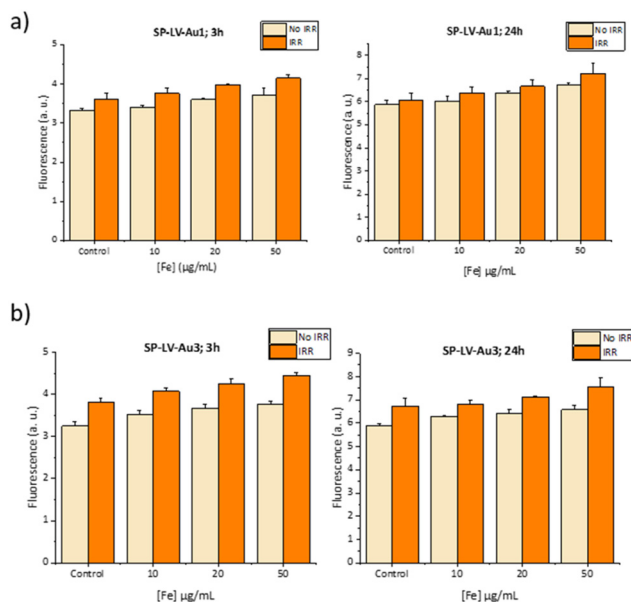 a)
SP-LV-Au1; 3h
No IRR
IRR
Fluorescence (a. u.)
5
4
3
2
1
0
Control
10
20
50
[Fe] (µg/mL)
SP-LV-Au1; 24h
No IRR
IRR
Fluorescence (a. u.)
9
8
7
6
5
4
3
2
1
0
Control
10
20
50
[Fe] µg/mL
b)
SP-LV-Au3; 3h
No IRR
IRR
Fluorescence (a. u.)
5
4
3
2
1
0
Control
10
20
50
[Fe] µg/mL
SP-LV-Au3; 24h
No IRR
IRR
Fluorescence (a. u.)
9
8
7
6
5
4
3
2
1
0
Control
10
20
50
[Fe] µg/mL